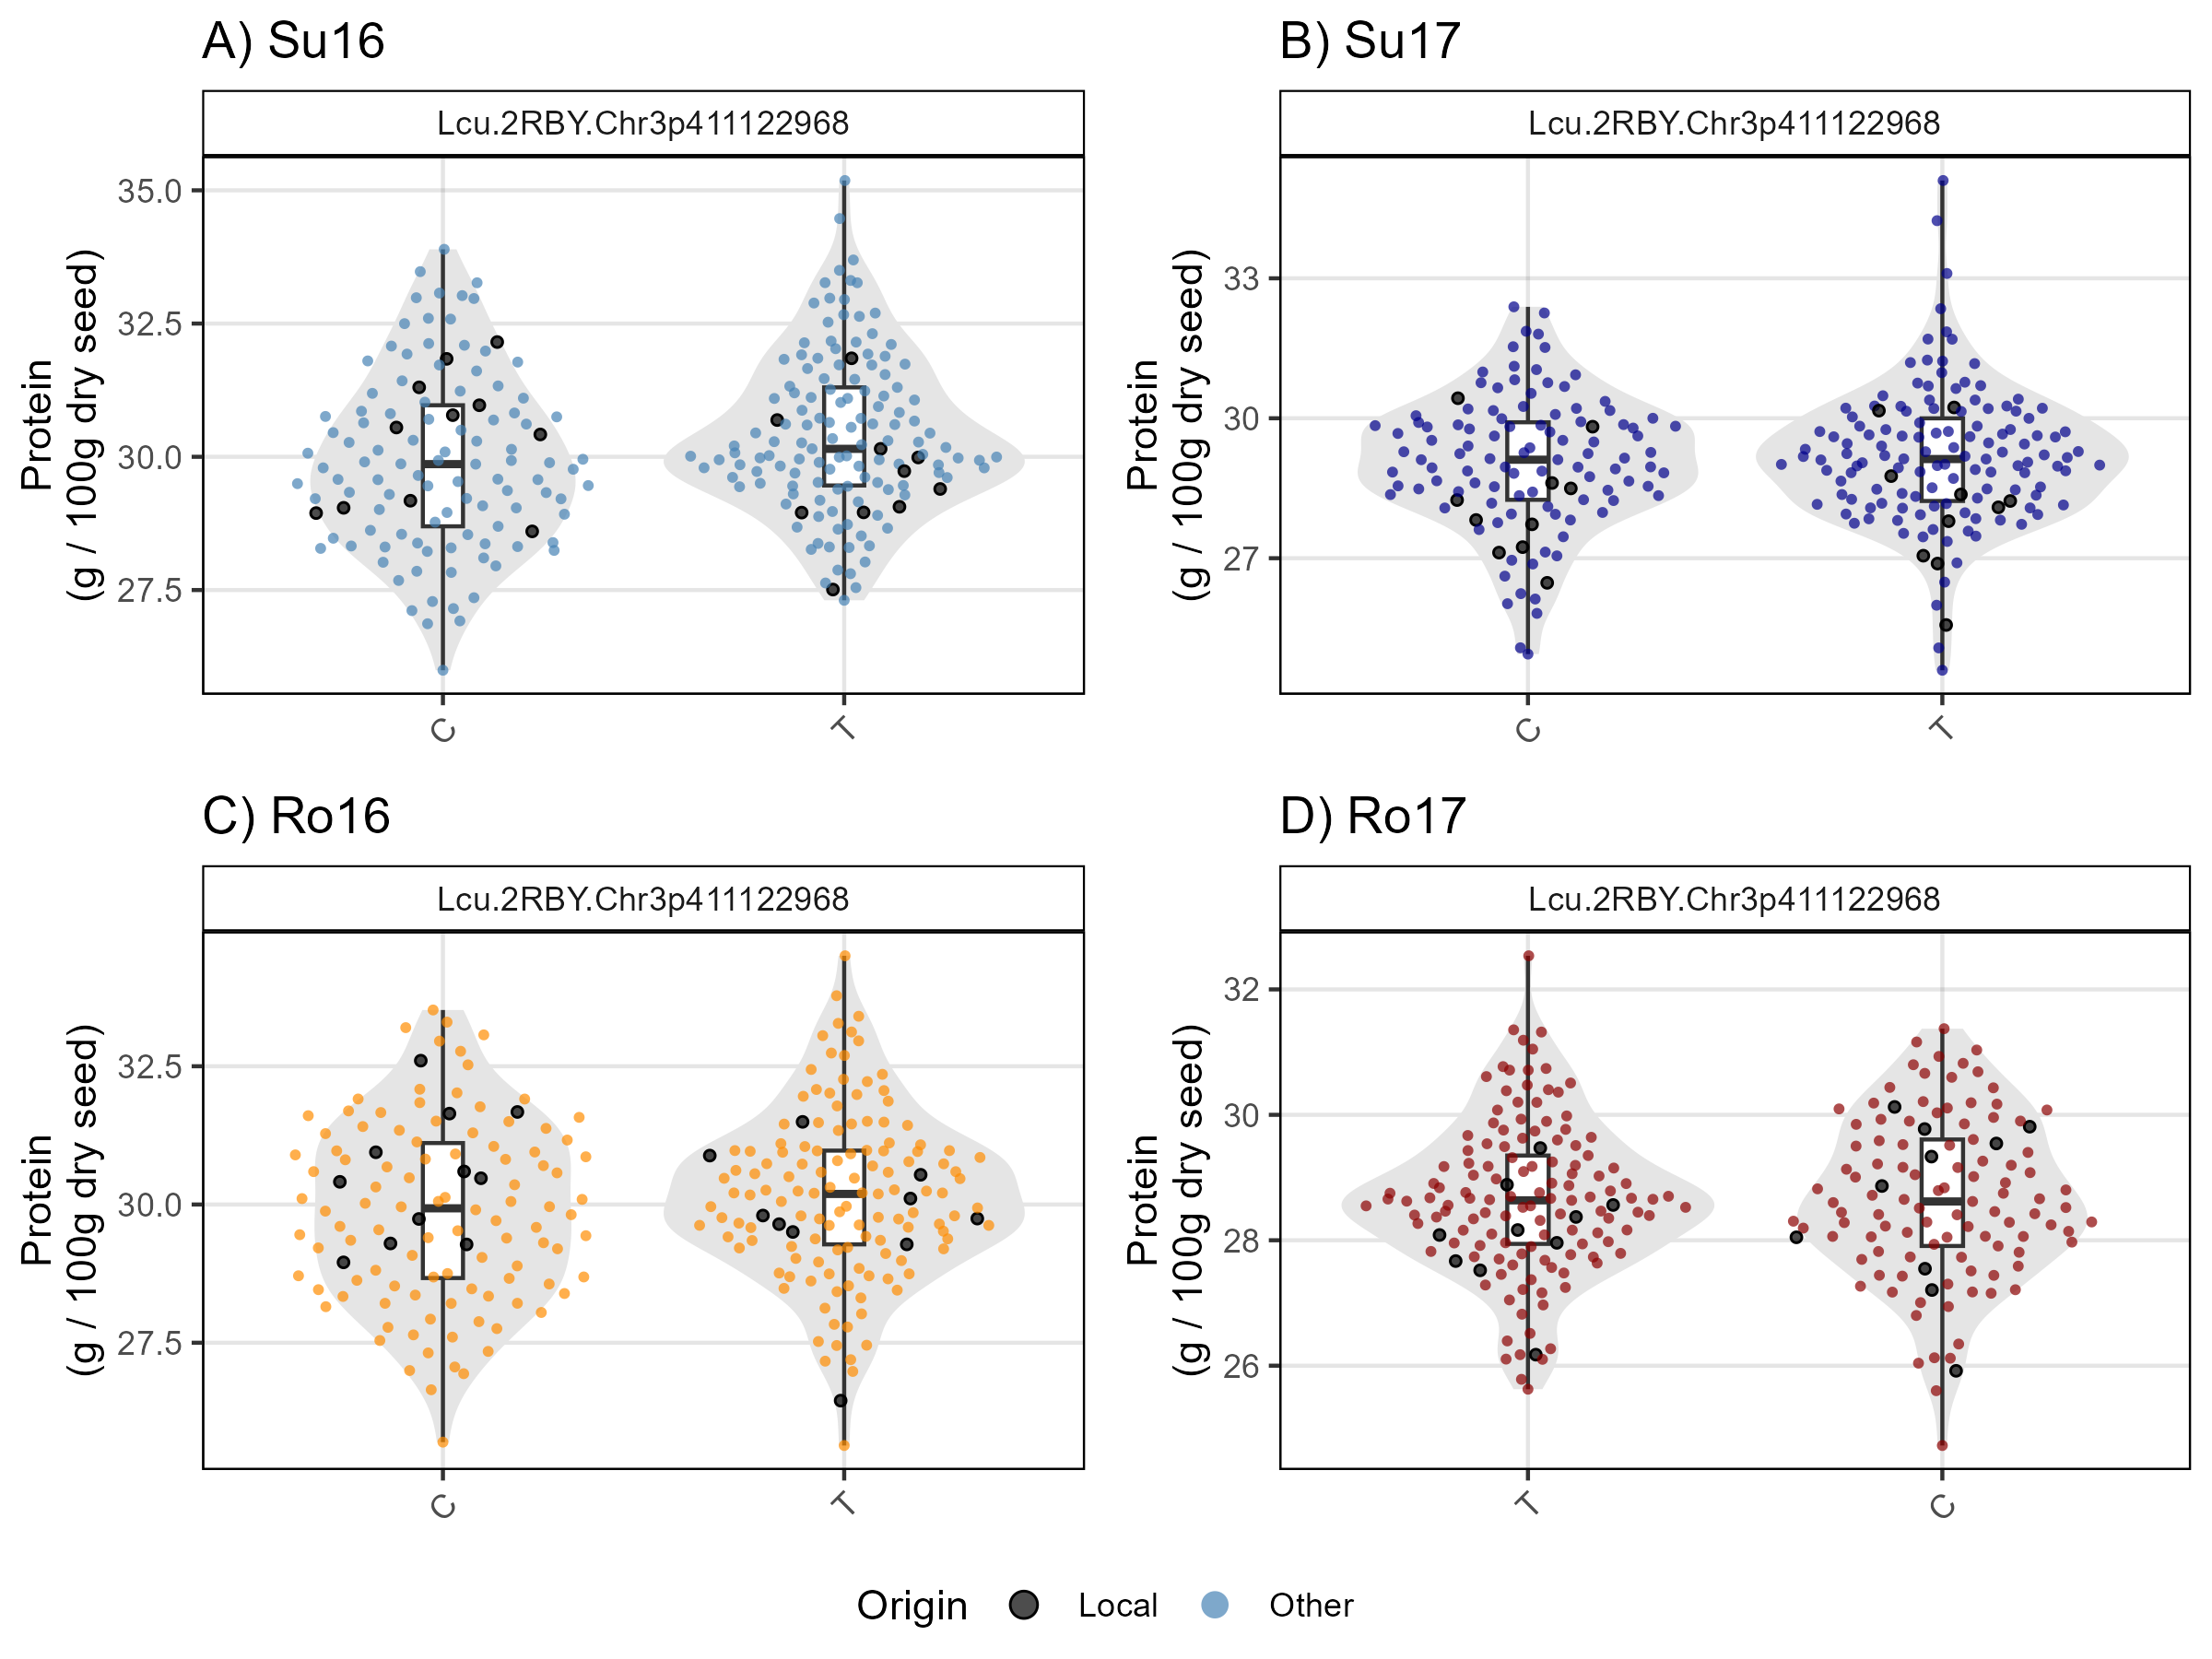 A) Su16
Lcu.2RBY.Chr3p411122968
Protein
(g / 100g dry seed)
35.0
32.5
30.0
27.5
C
T
B) Su17
Lcu.2RBY.Chr3p411122968
Protein
(g / 100g dry seed)
33
30
27
C
T
C) Ro16
Lcu.2RBY.Chr3p411122968
Protein
(g / 100g dry seed)
32.5
30.0
27.5
C
T
D) Ro17
Lcu.2RBY.Chr3p411122968
Protein
(g / 100g dry seed)
32
30
28
26
T
C
Origin
Local
Other